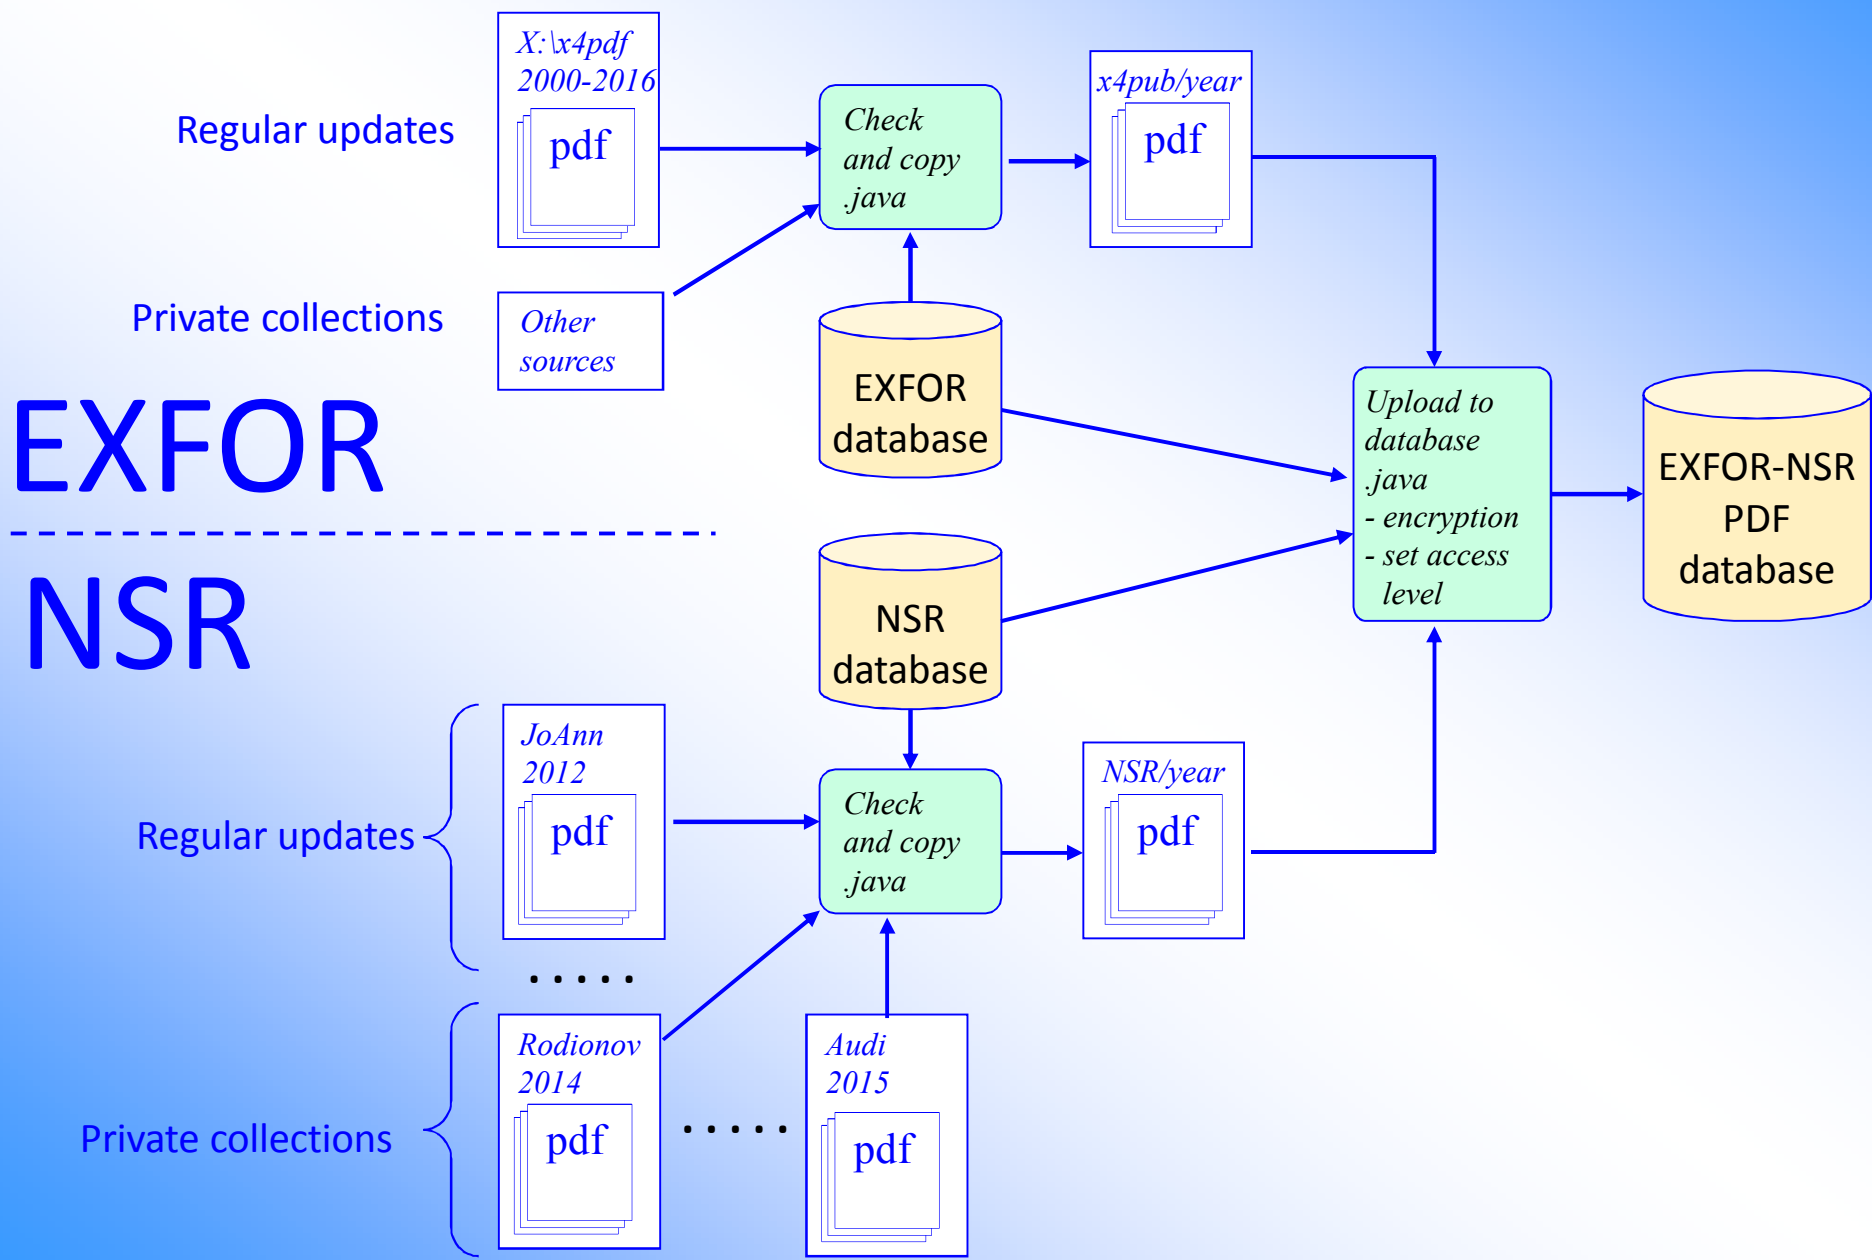 X:\x4pdf
2000-2016
pdf
Regular updates
Check
and copy
.java
x4pub/year
pdf
Private collections
Other
sources
EXFOR
database
EXFOR
Upload to
database
.java
- encryption
- set access
level
EXFOR-NSR
PDF
database
NSR
NSR
database
JoAnn
2012
pdf
Regular updates
Check
and copy
.java
NSR/year
pdf
.....
Rodionov
2014
pdf
Private collections
.....
Audi
2015
pdf